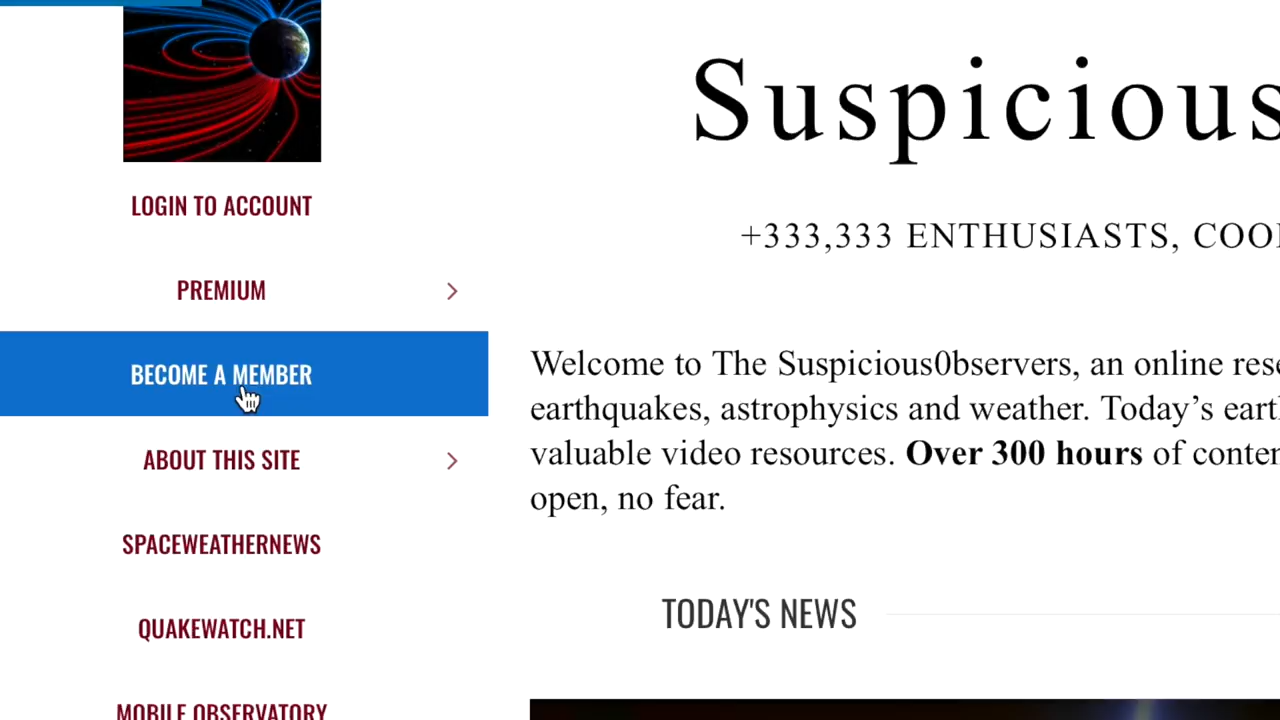 LOGIN TO ACCOUNT
PREMIUM
BECOME A MEMBER
ABOUT THIS SITE
SPACEWEATHERNEWS
QUAKEWATCH.NET
MOBILE OBSERVATORY
Suspicious
+333,333 ENTHUSIASTS,
Welcome to The Suspicious0bservers, an online
earthquakes, astrophysics and weather. Today’s
valuable video resources. Over 300 hours of
open, no fear.
TODAY'S NEWS